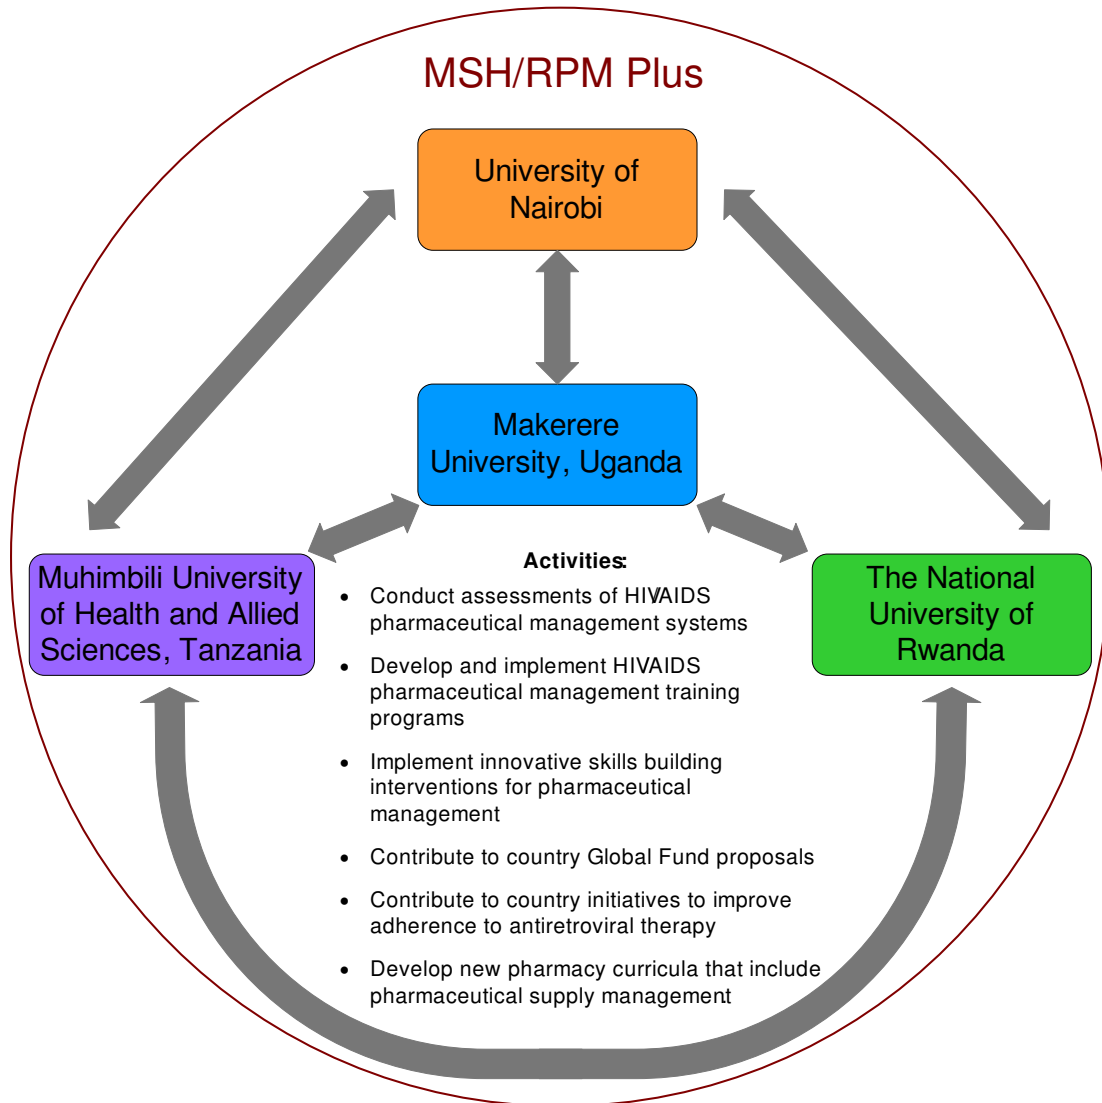 MSH/RPM Plus
University of
Nairobi
Makerere
University, Uganda
Muhimbili University
of Health and Allied
Sciences, Tanzania
The National
University of
Rwanda
Activities:
• Conduct assessments of HIV/AIDS
pharmaceutical management systems
• Develop and implement HIVAIDS
pharmaceutical management training
programs
• Implement innovative skills building
interventions for pharmaceutical
management
• Contribute to country Global Fund proposals
• Contribute to country initiatives to improve
adherence to antiretroviral therapy
• Develop new pharmacy curricula that include
pharmaceutical supply management.